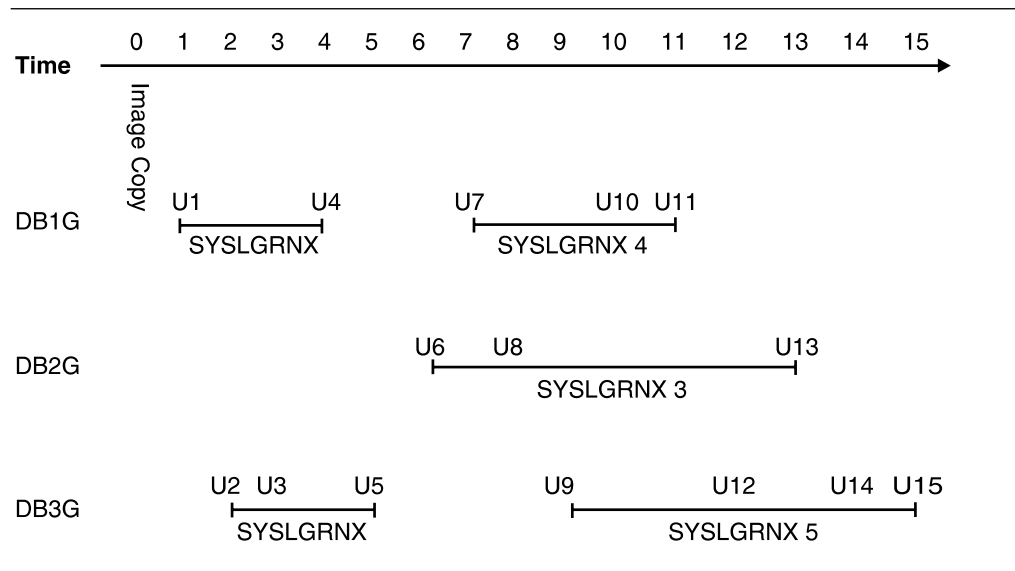 0 1 2 3 4 5 6 7 8 9 10 11 12 13 14 15
Time
Image Copy
U1 U4 U7 U10 U11
DB1G
SYSLGRNX SYSLGRNX 4
U6 U8 U13
DB2G
SYSLGRNX 3
U2 U3 U5 U9 U12 U14 U15
DB3G
SYSLGRNX SYSLGRNX 5